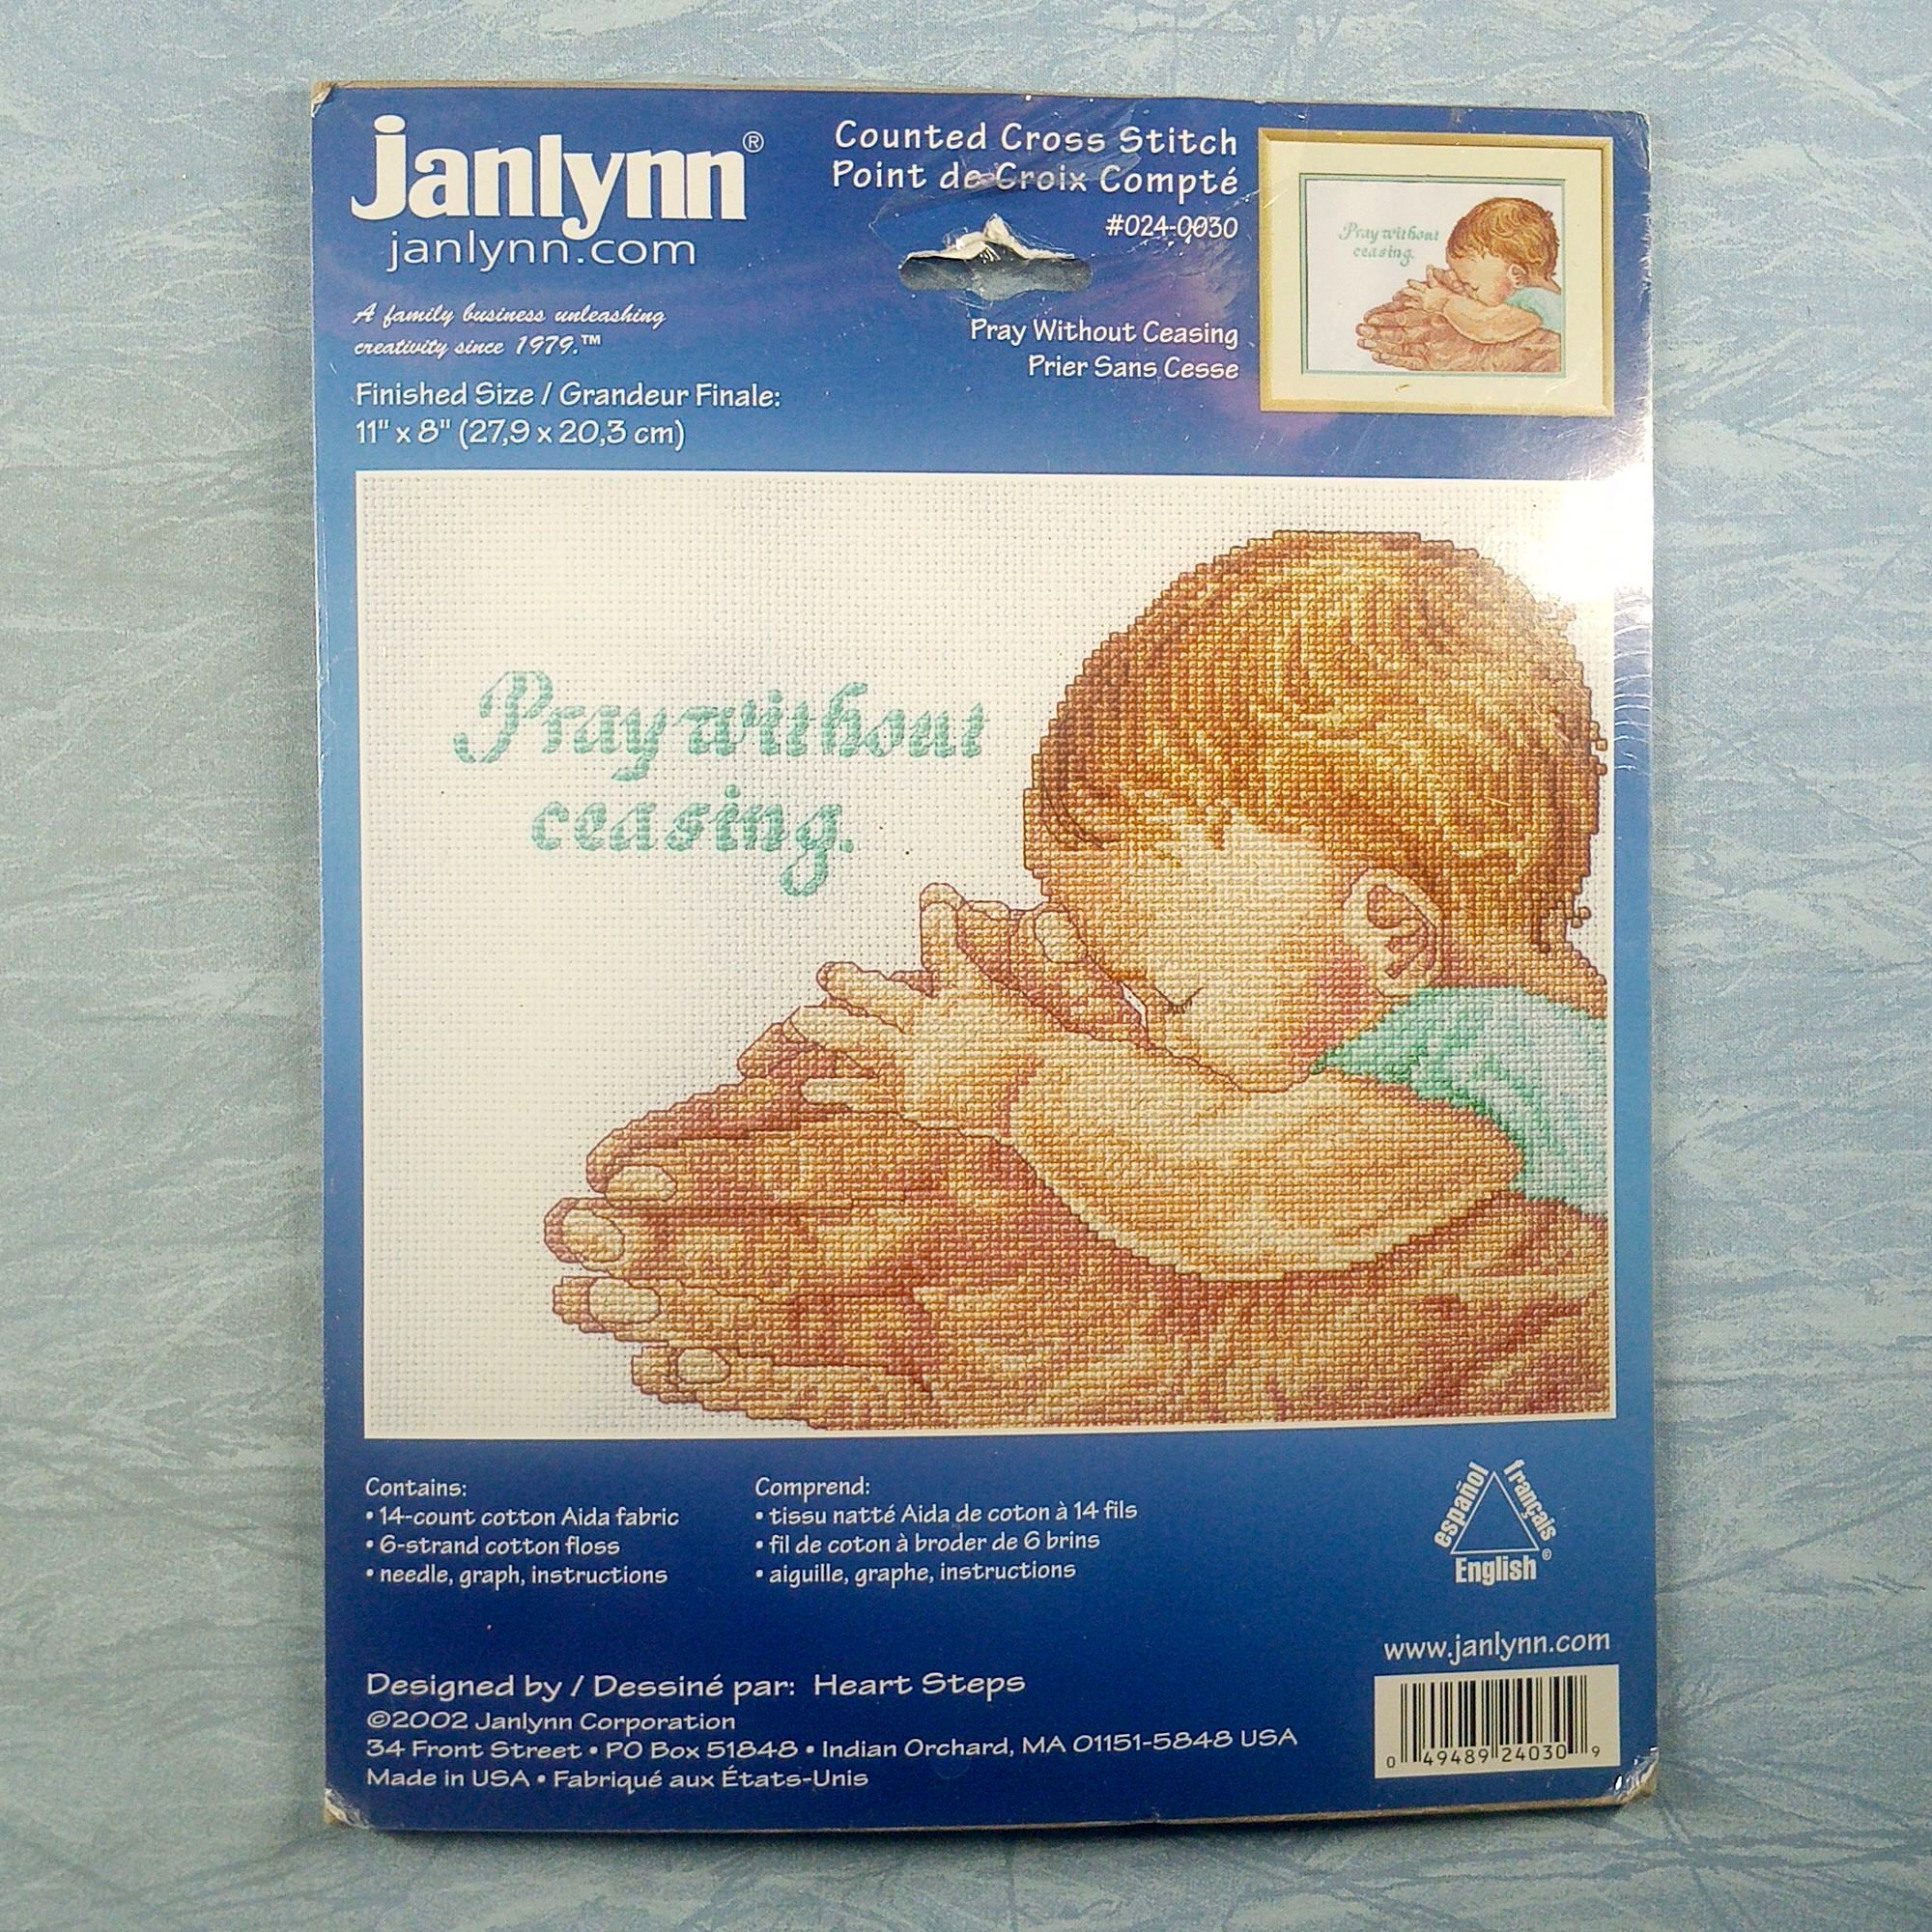 janlynn®
janlynn.com
A family business unleashing
creativity since 1979.™
Finished Size / Grandeur Finale:
11" x 8" (27,9 x 20,3 cm)
Counted Cross Stitch
Point de Croix Compté
#024-0030
Pray Without Ceasing
Prier Sans Cesse
Pray without
ceasing.
Pray without
ceasing.
Contains:
• 14-count cotton Aida fabric
• 6-strand cotton floss
• needle, graph, instructions
Comprend:
• tissu natté Aida de coton à 14 fils
• fil de coton à broder de 6 brins
• aiguille, graphe, instructions
español
français
English®
www.janlynn.com
Designed by / Dessiné par: Heart Steps
©2002 Janlynn Corporation
34 Front Street • PO Box 51848 • Indian Orchard, MA 01151-5848 USA
Made in USA • Fabriqué aux États-Unis
0 49489 24030 9